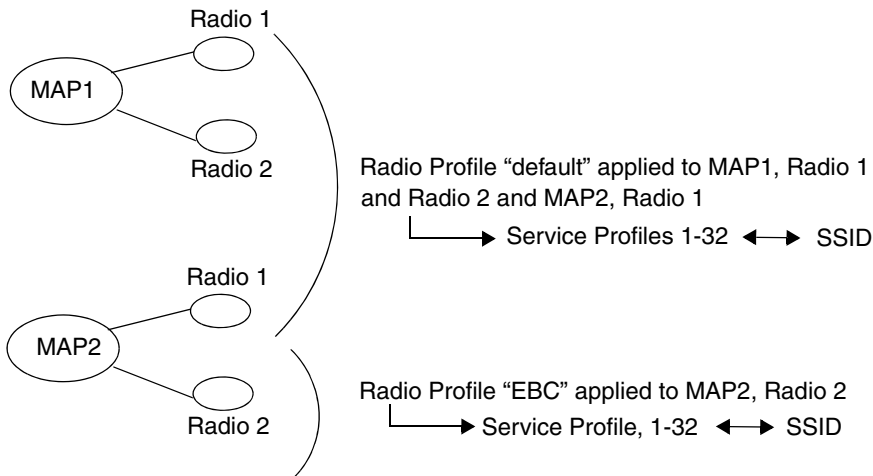 Radio 1
MAP1
Radio 2
Radio Profile “default” applied to MAP1, Radio 1
and Radio 2 and MAP2, Radio 1
Service Profiles 1-32 SSID
Radio 1
MAP2
Radio 2
Radio Profile “EBC” applied to MAP2, Radio 2
Service Profile, 1-32 SSID